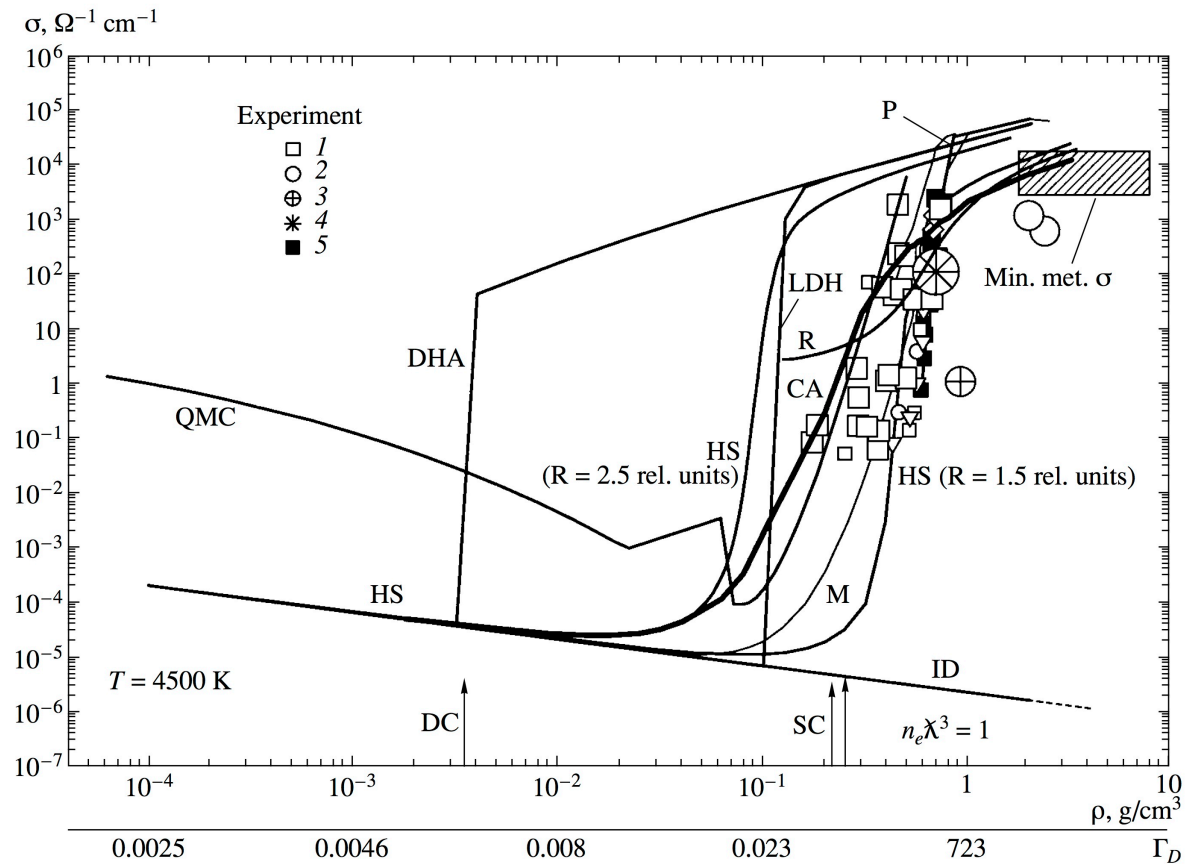 σ, Ω⁻¹ cm⁻¹
10⁶
10⁵
10⁴
10³
10²
10
1
10⁻¹
10⁻²
10⁻³
10⁻⁴
10⁻⁵
10⁻⁶
10⁻⁷
Experiment
1
2
3
4
5
P
Min. met. σ
LDH
R
DHA
CA
QMC
HS
(R = 2.5 rel. units)
HS (R = 1.5 rel. units)
HS
M
ID
T = 4500 K
DC
SC
nₑƛ³ = 1
10⁻⁴ 10⁻³ 10⁻² 10⁻¹ 1 10
ρ, g/cm³
0.0025 0.0046 0.008 0.023 723 Γ_D